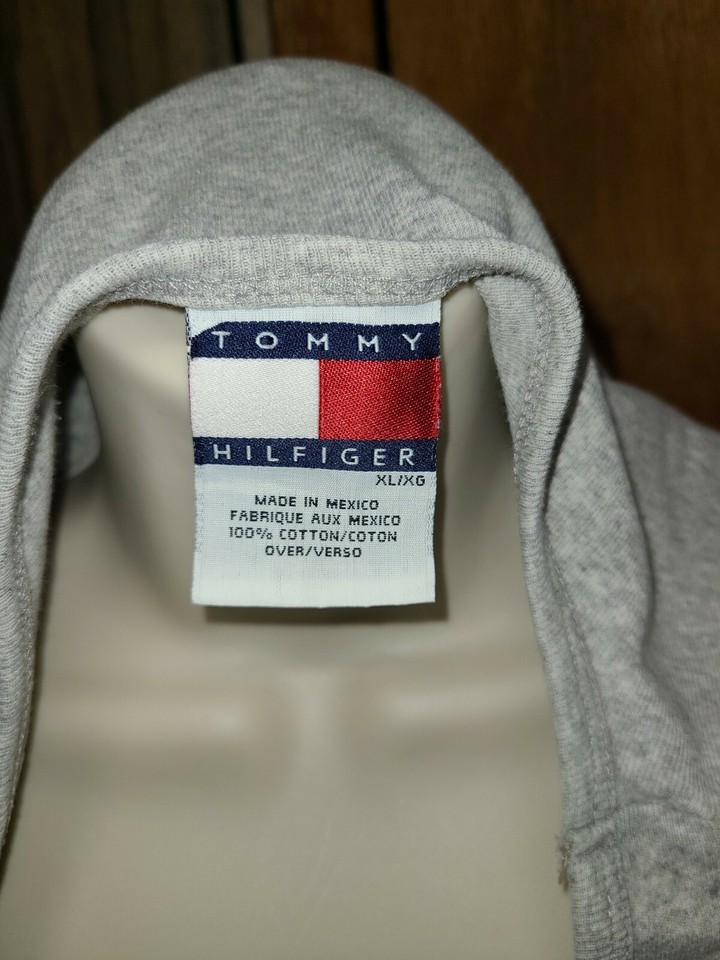 TOMMY
HILFIGER
XL/XG
MADE IN MEXICO
FABRIQUE AUX MEXICO
100% COTTON/COTON
OVER/VERSO